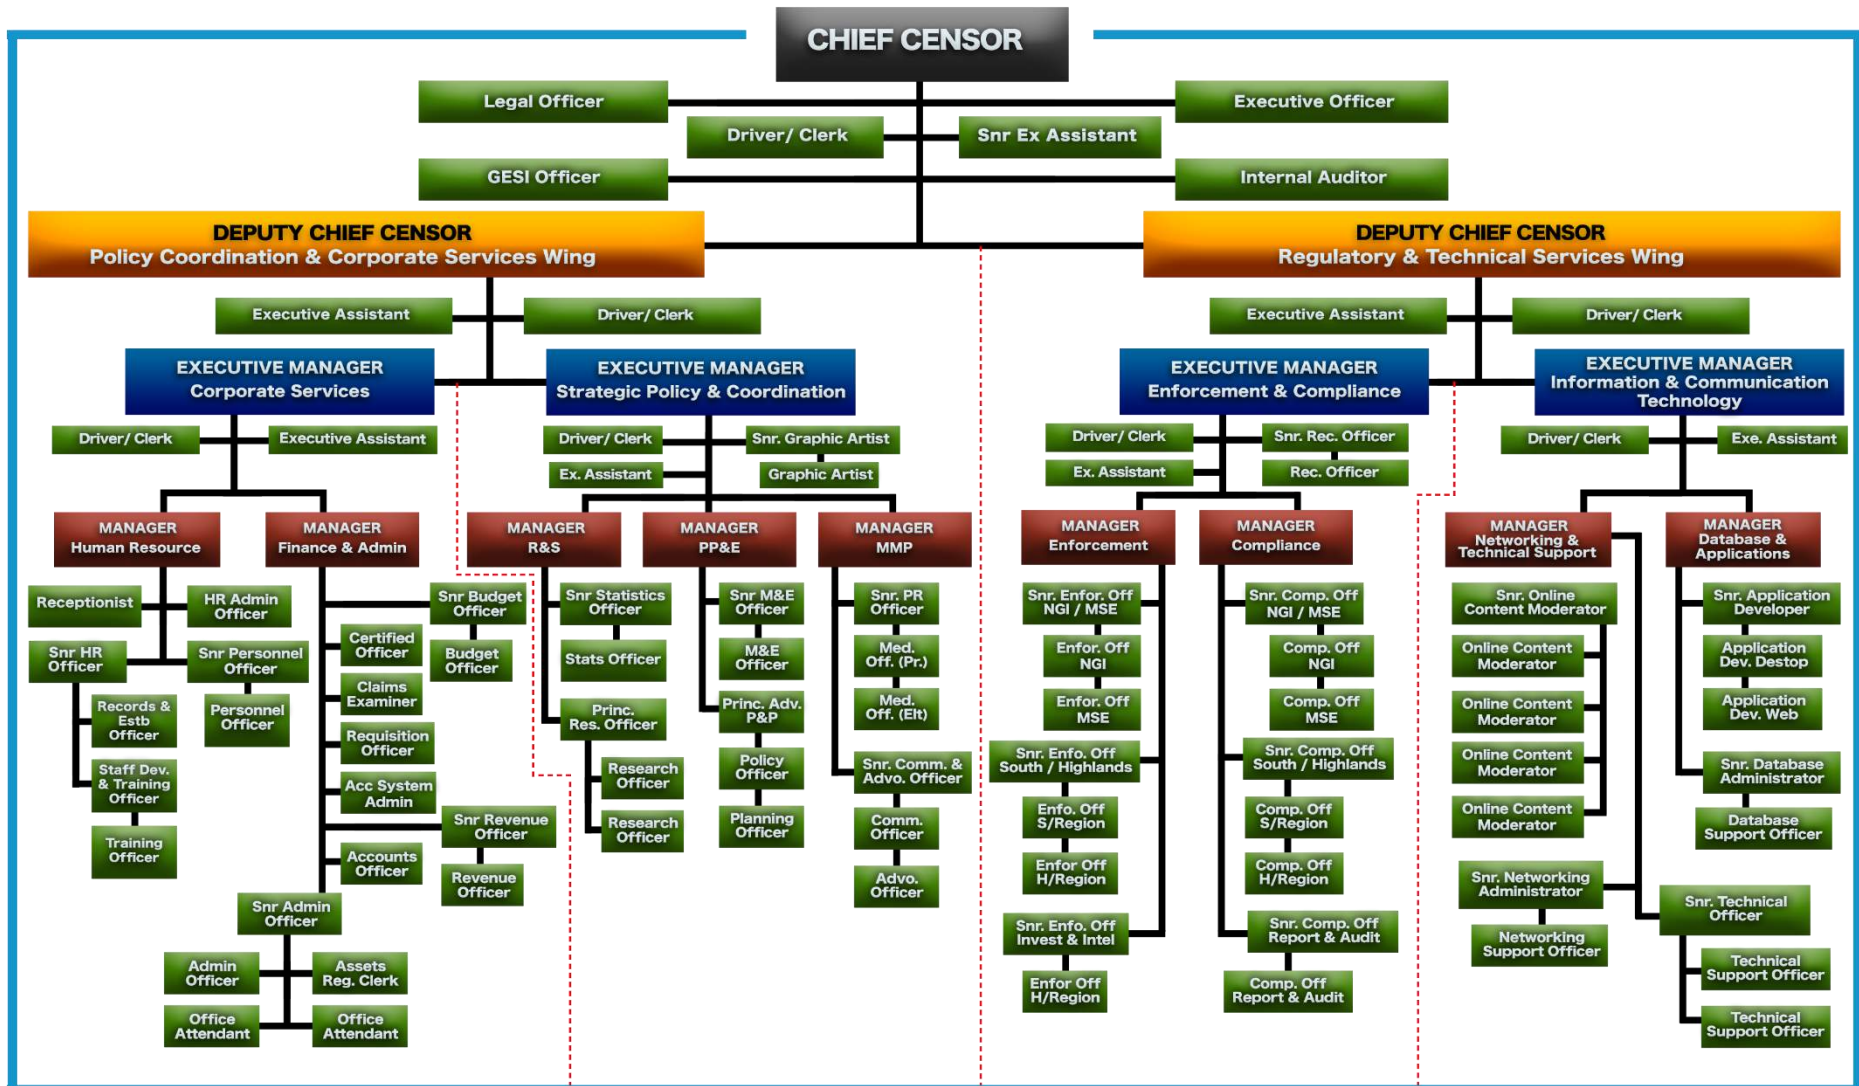 CHIEF CENSOR
Legal Officer
Executive Officer
Driver/ Clerk
Snr Ex Assistant
GESI Officer
Internal Auditor
DEPUTY CHIEF CENSOR
Policy Coordination & Corporate Services Wing
DEPUTY CHIEF CENSOR
Regulatory & Technical Services Wing
Executive Assistant
Driver/ Clerk
Executive Assistant
Driver/ Clerk
EXECUTIVE MANAGER
Corporate Services
EXECUTIVE MANAGER
Strategic Policy & Coordination
EXECUTIVE MANAGER
Enforcement & Compliance
EXECUTIVE MANAGER
Information & Communication
Technology
Driver/ Clerk
Executive Assistant
Driver/ Clerk
Snr. Graphic Artist
Ex. Assistant
Graphic Artist
Driver/ Clerk
Snr. Rec. Officer
Ex. Assistant
Rec. Officer
Driver/ Clerk
Exe. Assistant
MANAGER
Human Resource
MANAGER
Finance & Admin
MANAGER
R&S
MANAGER
PP&E
MANAGER
MMP
MANAGER
Enforcement
MANAGER
Compliance
MANAGER
Networking &
Technical Support
MANAGER
Database &
Applications
Receptionist
HR Admin
Officer
Snr HR
Officer
Snr Personnel
Officer
Records &
Estb
Officer
Personnel
Officer
Staff Dev.
& Training
Officer
Training
Officer
Snr Budget
Officer
Certified
Officer
Budget
Officer
Claims
Examiner
Requisition
Officer
Acc System
Admin
Snr Revenue
Officer
Accounts
Officer
Revenue
Officer
Snr Admin
Officer
Admin
Officer
Assets
Reg. Clerk
Office
Attendant
Office
Attendant
Snr Statistics
Officer
Stats Officer
Princ.
Res. Officer
Research
Officer
Research
Officer
Snr M&E
Officer
M&E
Officer
Princ. Adv.
P&P
Policy
Officer
Planning
Officer
Snr. PR
Officer
Med.
Off. (Pr.)
Med.
Off. (Elt)
Snr. Comm. &
Advo. Officer
Comm.
Officer
Advo.
Officer
Snr. Enfor. Off
NGI / MSE
Enfor. Off
NGI
Enfor. Off
MSE
Snr. Enfo. Off
South / Highlands
Enfo. Off
S/Region
Enfor Off
H/Region
Snr. Enfo. Off
Invest & Intel
Enfor Off
H/Region
Snr. Comp. Off
NGI / MSE
Comp. Off
NGI
Comp. Off
MSE
Snr. Comp. Off
South / Highlands
Comp. Off
S/Region
Comp. Off
H/Region
Snr. Comp. Off
Report & Audit
Comp. Off
Report & Audit
Snr. Online
Content Moderator
Online Content
Moderator
Online Content
Moderator
Online Content
Moderator
Online Content
Moderator
Snr. Networking
Administrator
Networking
Support Officer
Snr. Technical
Officer
Technical
Support Officer
Technical
Support Officer
Snr. Application
Developer
Application
Dev. Destop
Application
Dev. Web
Snr. Database
Administrator
Database
Support Officer